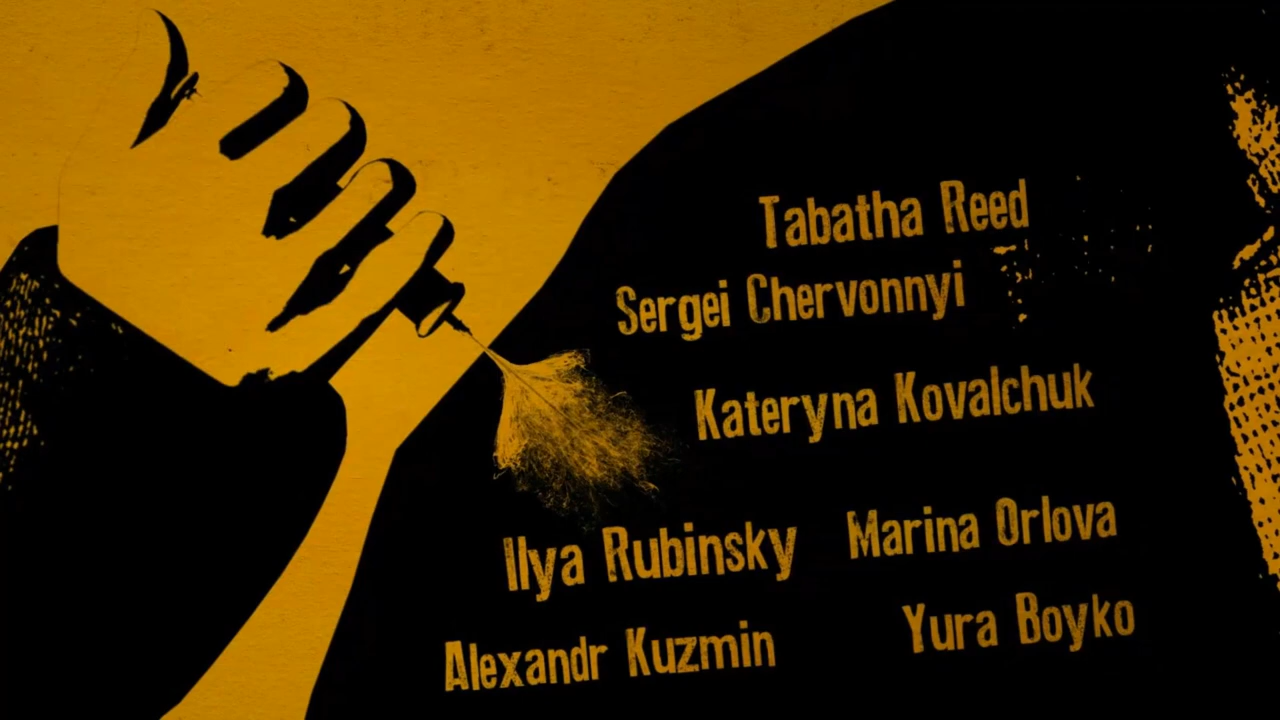 Tabatha Reed
Sergei Chervonnyi
Kateryna Kovalchuk
Ilya Rubinsky Marina Orlova
Alexandr Kuzmin Yura Boyko